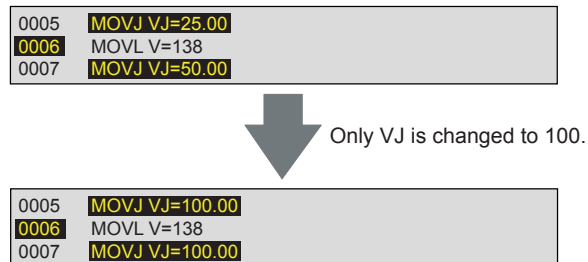 0005 MOVJ VJ=25.00
0006 MOVL V=138
0007 MOVJ VJ=50.00
Only VJ is changed to 100.
0005 MOVJ VJ=100.00
0006 MOVL V=138
0007 MOVJ VJ=100.00